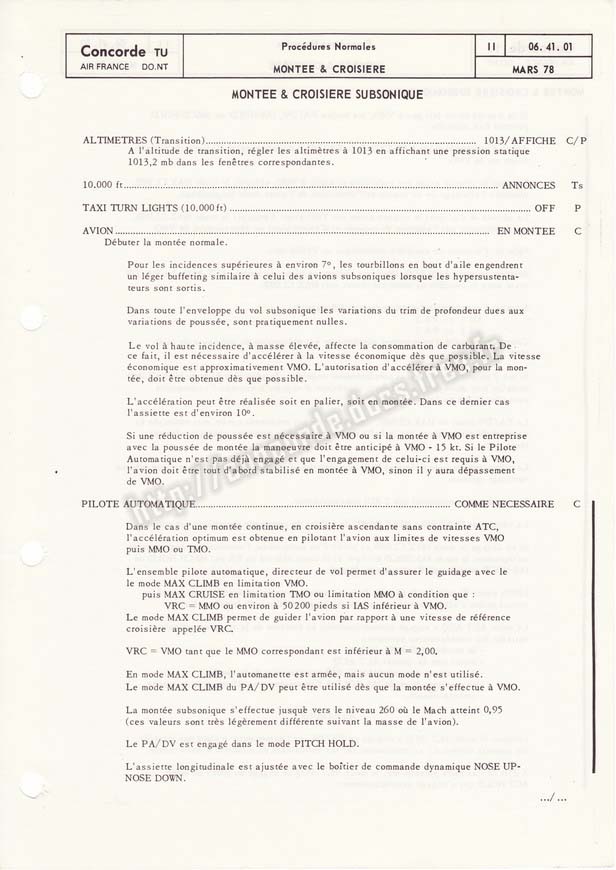 Concorde TU
AIR FRANCE DO.NT
Procédures Normales
MONTEE & CROISIERE
II
06.41.01
MARS 78
MONTEE & CROISIERE SUBSONIQUE
ALTIMETRES (Transition)........ 1013/AFFICHE C/P
A l'altitude de transition, régler les altimètres à 1013 en affichant une pression statique
1013,2 mb dans les fenêtres correspondantes.
10.000 ft........ ANNONCES Ts
TAXI TURN LIGHTS (10.000 ft) ........ OFF P
AVION ........ EN MONTEE C
Débuter la montée normale.
Pour les incidences supérieures à environ 7°, les tourbillons en bout d'aile engendrent
un léger buffeting similaire à celui des avions subsoniques lorsque les hypersustenta-
teurs sont sortis.
Dans toute l'enveloppe du vol subsonique les variations du trim de profondeur dues aux
variations de poussée, sont pratiquement nulles.
Le vol à haute incidence, à masse élevée, affecte la consommation de carburant. De
ce fait, il est nécessaire d'accélérer à la vitesse économique dès que possible. La vitesse
économique est approximativement VMO. L'autorisation d'accélérer à VMO, pour la mon-
tée, doit être obtenue dès que possible.
L'accélération peut être réalisée soit en palier, soit en montée. Dans ce dernier cas
l'assiette est d'environ 10°.
Si une réduction de poussée est nécessaire à VMO ou si la montée à VMO est entreprise
avec la poussée de montée la manoeuvre doit être anticipé à VMO - 15 kt. Si le Pilote
Automatique n'est pas déjà engagé et que l'engagement de celui-ci est requis à VMO,
l'avion doit être tout d'abord stabilisé en montée à VMO, sinon il y aura dépassement
de VMO.
PILOTE AUTOMATIQUE........ COMME NECESSAIRE C
Dans le cas d'une montée continue, en croisière ascendante sans contrainte ATC,
l'accélération optimum est obtenue en pilotant l'avion aux limites de vitesses VMO
puis MMO ou TMO.
L'ensemble pilote automatique, directeur de vol permet d'assurer le guidage avec le
le mode MAX CLIMB en limitation VMO.
puis MAX CRUISE en limitation TMO ou limitation MMO à condition que :
VRC = MMO ou environ à 50200 pieds si IAS inférieur à VMO.
Le mode MAX CLIMB permet de guider l'avion par rapport à une vitesse de référence
croisière appelée VRC.
VRC = VMO tant que le MMO correspondant est inférieur à M = 2,00.
En mode MAX CLIMB, l'automanette est armée, mais aucun mode n'est utilisé.
Le mode MAX CLIMB du PA/DV peut être utilisé dès que la montée s'effectue à VMO.
La montée subsonique s'effectue jusquè vers le niveau 260 où le Mach atteint 0,95
(ces valeurs sont très légèrement différente suivant la masse de l'avion).
Le PA/DV est engagé dans le mode PITCH HOLD.
L'assiette longitudinale est ajustée avec le boîtier de commande dynamique NOSE UP-
NOSE DOWN.
.../ ...